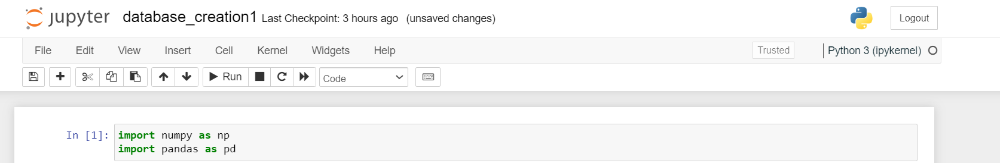 jupyter database_creation1 Last Checkpoint: 3 hours ago (unsaved changes) Logout
File Edit View Insert Cell Kernel Widgets Help Trusted Python 3 (ipykernel)
Run Code
In [1]: import numpy as np
import pandas as pd